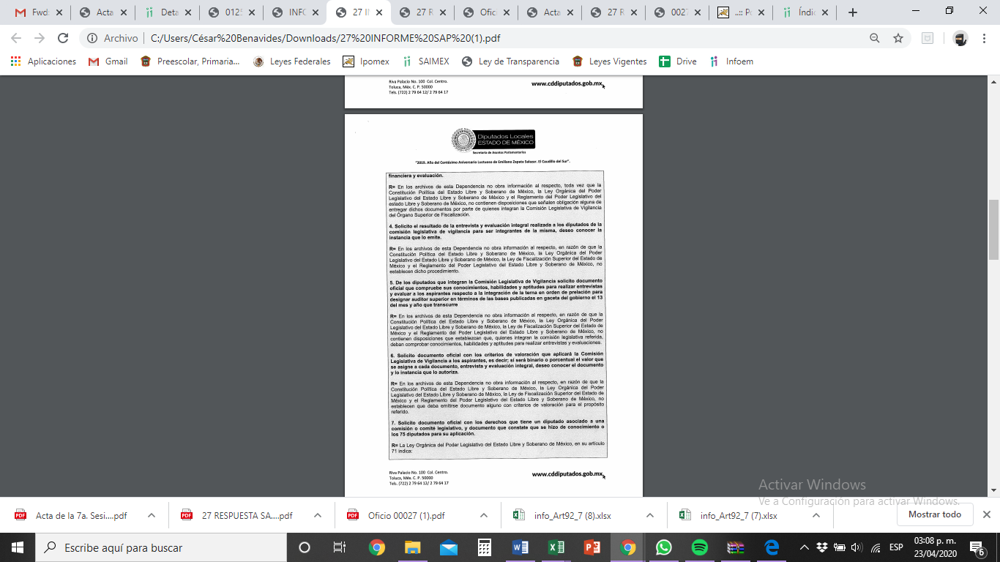 Fwd:
Acta
Deta
0125
INFO
27 IN
27 R
Ofic
Acta
27 R
0027
..:: Po
Índic
Archivo | C:/Users/César%20Benavides/Downloads/27%20INFORME%20SAP%20(1).pdf
Aplicaciones
Gmail
Preescolar, Primaria...
Leyes Federales
Ipomex
SAIMEX
Ley de Transparencia
Leyes Vigentes
Drive
Infoem
Riva Palacio No. 100 Col. Centro.
Toluca, Méx. C. P. 50000
Tels. (722) 2 79 64 12/ 2 79 64 17
www.cddiputados.gob.mx
Diputados Locales
ESTADO DE MÉXICO
Secretaría de Asuntos Parlamentarios
"2019. Año del Centésimo Aniversario Luctuoso de Emiliano Zapata Salazar. El Caudillo del Sur".
financiera y evaluación.
R= En los archivos de esta Dependencia no obra información al respecto, toda vez que la
Constitución Política del Estado Libre y Soberano de México, la Ley Orgánica del Poder
Legislativo del Estado Libre y Soberano de México y el Reglamento del Poder Legislativo del
estado Libre y Soberano de México, no contienen disposiciones que señalen obligación alguna de
entregar dichos documentos por parte de quienes integran la Comisión Legislativa de Vigilancia
del Órgano Superior de Fiscalización.
4. Solicito el resultado de la entrevista y evaluación integral realizada a los diputados de la
comisión legislativa de vigilancia para ser integrantes de la misma, deseo conocer la
instancia que lo emite.
R= En los archivos de esta Dependencia no obra información al respecto, en razón de que la
Constitución Política del Estado Libre y Soberano de México, la Ley Orgánica del Poder
Legislativo del Estado Libre y Soberano de México, la Ley de Fiscalización Superior del Estado de
México y el Reglamento del Poder Legislativo del Estado Libre y Soberano de México, no
establecen dicho procedimiento.
5. De los diputados que integran la Comisión Legislativa de Vigilancia solicito documento
oficial que compruebe sus conocimientos, habilidades y aptitudes para realizar entrevistas
y evaluar a los aspirantes respecto a la integración de la terna en orden de prelación para
designar auditor superior en términos de las bases publicadas en gaceta del gobierno el 13
del mes y año que transcurre
R= En los archivos de esta Dependencia no obra información al respecto, en razón de que la
Constitución Política del Estado Libre y Soberano de México, la Ley Orgánica del Poder
Legislativo del Estado Libre y Soberano de México, la Ley de Fiscalización Superior del Estado de
México y el Reglamento del Poder Legislativo del Estado Libre y Soberano de México, no
contienen disposiciones que establezcan que, quienes integran la comisión legislativa referida,
deban comprobar conocimientos, habilidades y aptitudes para realizar entrevistas y evaluaciones.
6. Solicito documento oficial con los criterios de valoración que aplicará la Comisión
Legislativa de Vigilancia a los aspirantes, es decir; si será binario o porcentual el valor que
se asigne a cada documento, entrevista y evaluación integral, deseo conocer el documento
y lo instancia que lo autoriza.
R= En los archivos de esta Dependencia no obra información al respecto, en razón de que la
Constitución Política del Estado Libre y Soberano de México, la Ley Orgánica del Poder
Legislativo del Estado Libre y Soberano de México, la Ley de Fiscalización Superior del Estado de
México y el Reglamento del Poder Legislativo del Estado Libre y Soberano de México, no
establecen que deba emitirse documento alguno con criterios de valoración para el propósito
referido.
7. Solicito documento oficial con los derechos que tiene un diputado asociado a una
comisión o comité legislativo, y documento que constate que se hizo de conocimiento o
los 75 diputados para su aplicación.
R= La Ley Orgánica del Poder Legislativo del Estado Libre y Soberano de México, en su artículo
71 indica:
Riva Palacio No. 100 Col. Centro.
Toluca, Méx. C. P. 50000
Tels. (722) 2 79 64 12/ 2 79 64 17
www.cddiputados.gob.mx
Activar Windows
Ve a Configuración para activar Windows.
Acta de la 7a. Sesi....pdf
27 RESPUESTA SA....pdf
Oficio 00027 (1).pdf
info_Art92_7 (8).xlsx
info_Art92_7 (7).xlsx
Mostrar todo
Escribe aquí para buscar
ESP
03:08 p. m.
23/04/2020
6